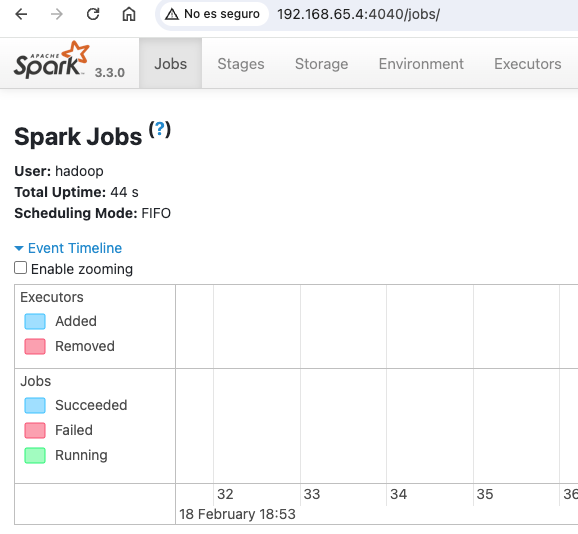 No es seguro 192.168.65.4:4040/jobs/
APACHE Spark 3.3.0 Jobs Stages Storage Environment Executors
Spark Jobs (?)
User: hadoop
Total Uptime: 44 s
Scheduling Mode: FIFO
Event Timeline
Enable zooming
Executors
Added
Removed
Jobs
Succeeded
Failed
Running
32 33 34 35 36
18 February 18:53